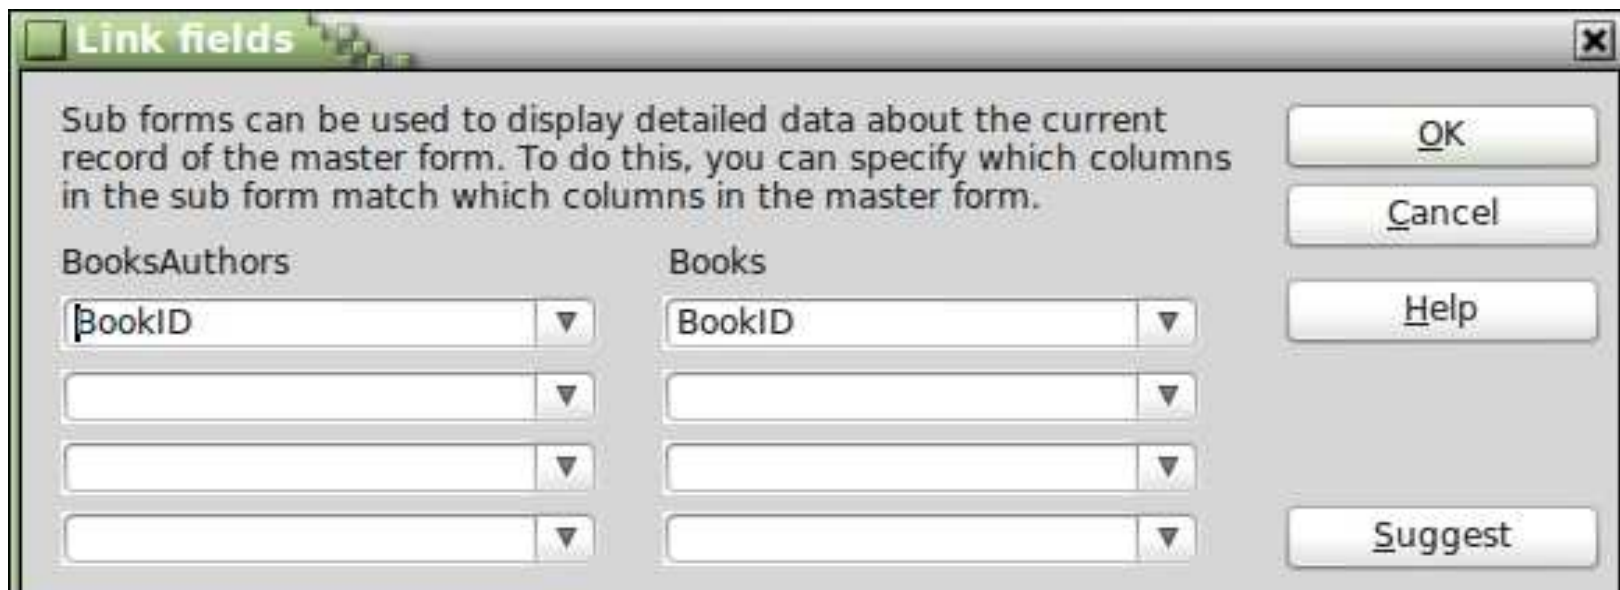 Link fields
Sub forms can be used to display detailed data about the current
record of the master form. To do this, you can specify which columns
in the sub form match which columns in the master form.
OK
Cancel
BooksAuthors Books
BookID BookID
Help
Suggest